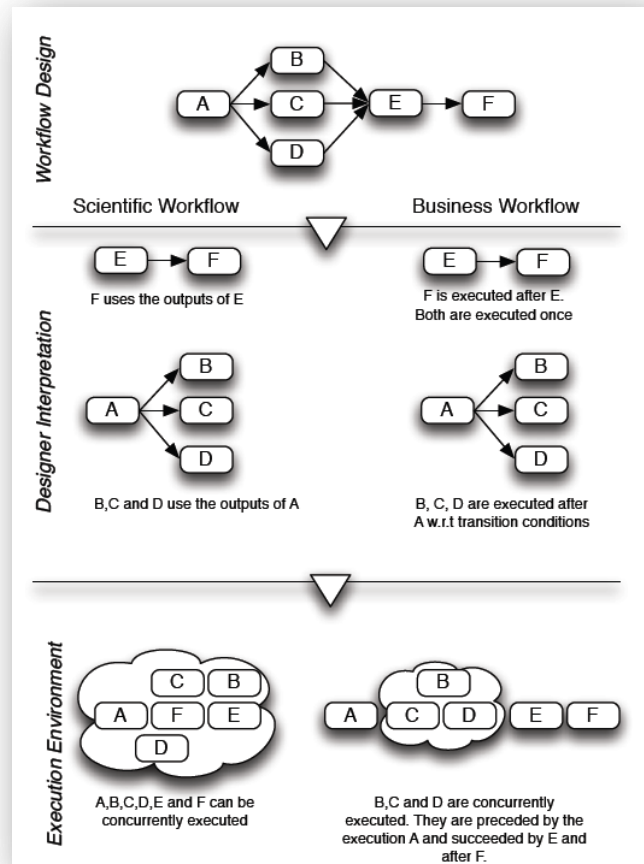 Workflow Design
B
A
C
E
F
D
Scientific Workflow
Business Workflow
Designer Interpretation
E
F
F uses the outputs of E
E
F
F is executed after E.
Both are executed once
B
A
C
D
B,C and D use the outputs of A
B
A
C
D
B, C, D are executed after
A w.r.t transition conditions
Execution Environment
C
B
A
F
E
D
A,B,C,D,E and F can be
concurrently executed
B
A
C
D
E
F
B,C and D are concurrently
executed. They are preceded by the
execution A and succeeded by E and
after F.